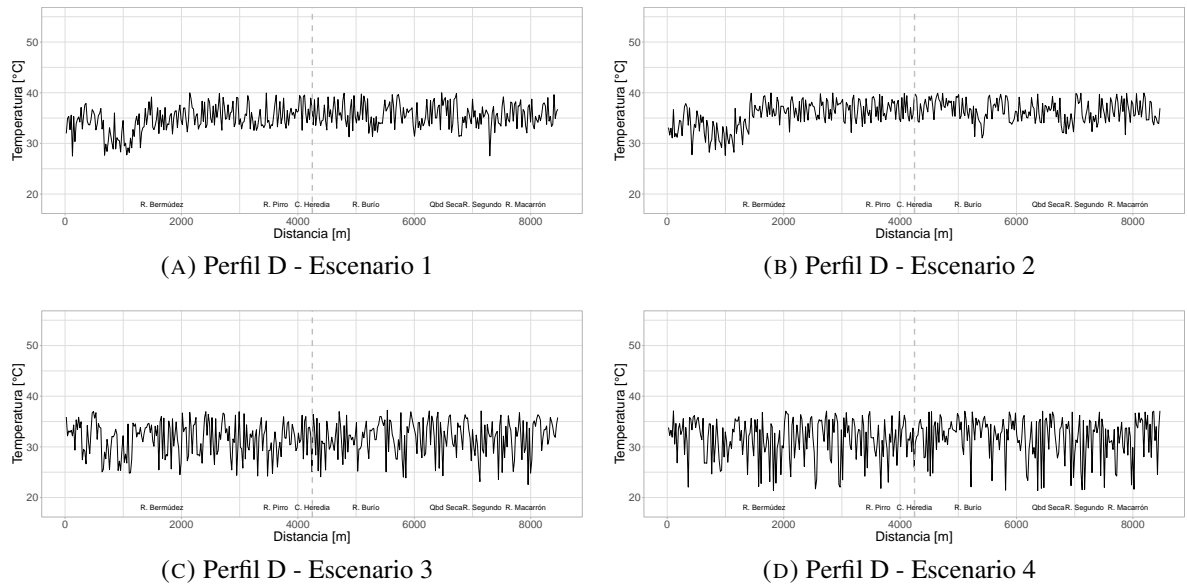 50
40
30
20
Temperatura [°C]
R. Bermúdez
R. Pirro
C. Heredia
R. Burío
Qbd Seca
R. Segundo
R. Macarrón
0
2000
4000
6000
8000
Distancia [m]
(A) Perfil D - Escenario 1
50
40
30
20
Temperatura [°C]
R. Bermúdez
R. Pirro
C. Heredia
R. Burío
Qbd Seca
R. Segundo
R. Macarrón
0
2000
4000
6000
8000
Distancia [m]
(B) Perfil D - Escenario 2
50
40
30
20
Temperatura [°C]
R. Bermúdez
R. Pirro
C. Heredia
R. Burío
Qbd Seca
R. Segundo
R. Macarrón
0
2000
4000
6000
8000
Distancia [m]
(C) Perfil D - Escenario 3
50
40
30
20
Temperatura [°C]
R. Bermúdez
R. Pirro
C. Heredia
R. Burío
Qbd Seca
R. Segundo
R. Macarrón
0
2000
4000
6000
8000
Distancia [m]
(D) Perfil D - Escenario 4